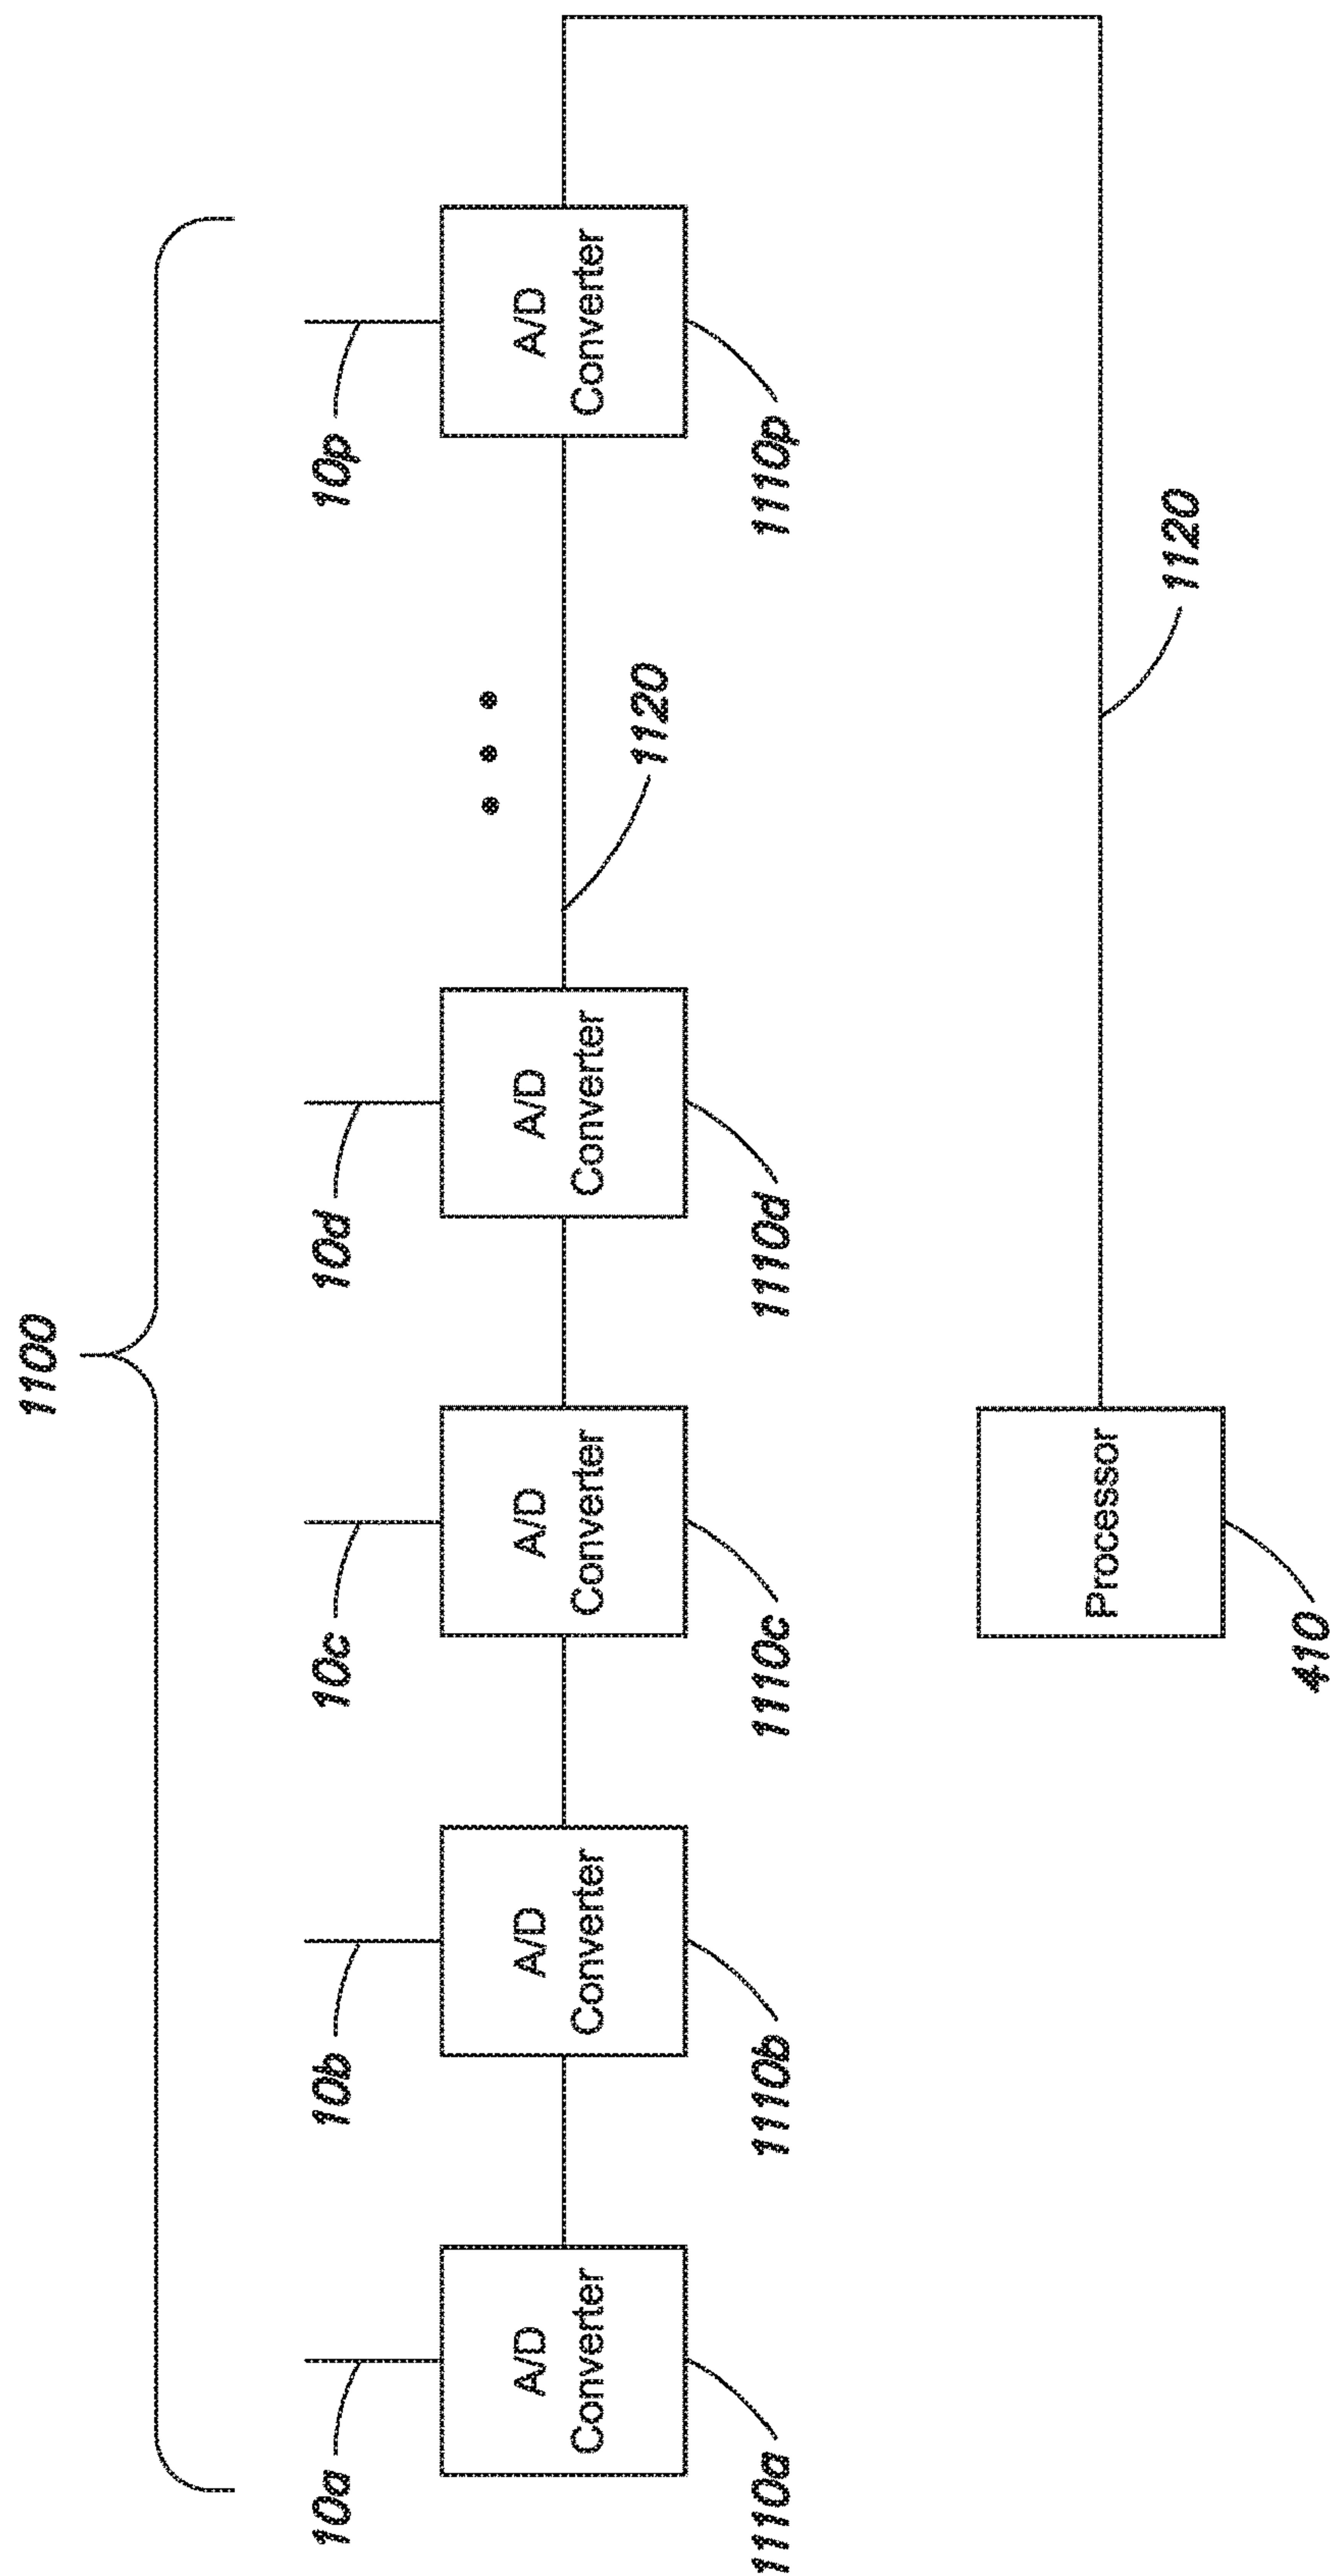 1100
10a
10b
10c
10d
10p
A/D
Converter
A/D
Converter
A/D
Converter
A/D
Converter
A/D
Converter
1110a
1110b
1110c
1110d
1120
1110p
Processor
410
1120